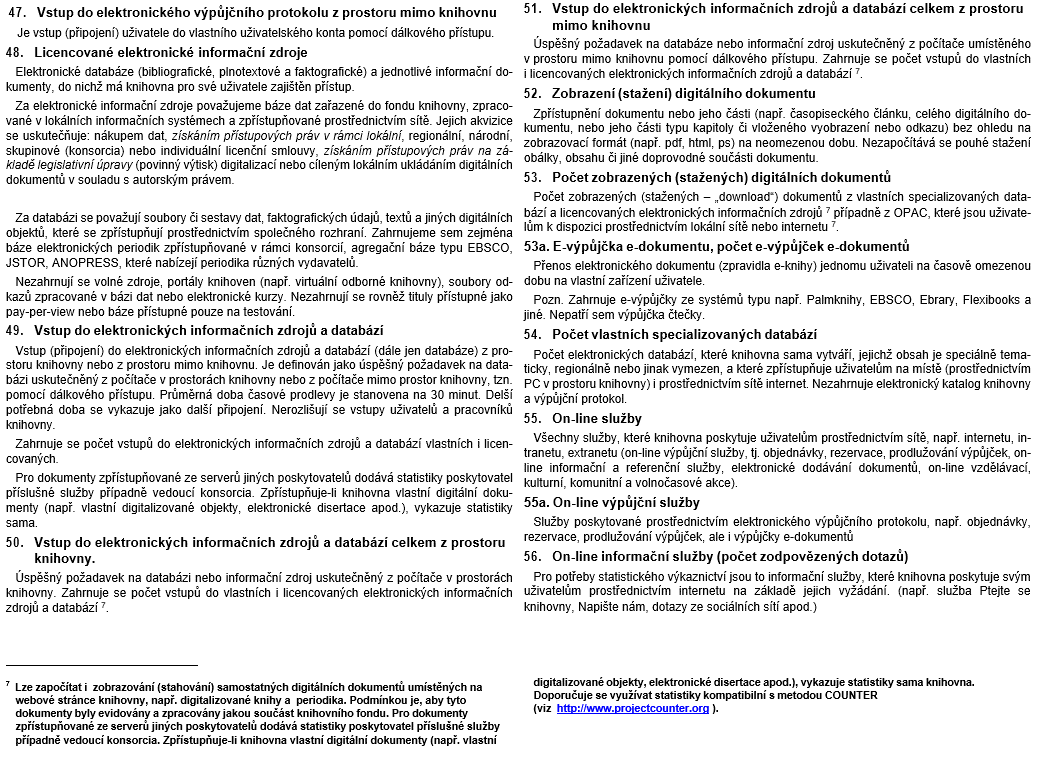 47. Vstup do elektronického výpůjčního protokolu z prostoru mimo knihovnu
Je vstup (připojení) uživatele do vlastního uživatelského konta pomocí dálkového přístupu.
48. Licencované elektronické informační zdroje
Elektronické databáze (bibliografické, plnotextové a faktografické) a jednotlivé informační do-
kumenty, do nichž má knihovna pro své uživatele zajištěn přístup.
Za elektronické informační zdroje považujeme báze dat zařazené do fondu knihovny, zpraco-
vané v lokálních informačních systémech a zpřístupňované prostřednictvím sítě. Jejich akvizice
se uskutečňuje: nákupem dat, získáním přístupových práv v rámci lokální, regionální, národní,
skupinové (konsorcia) nebo individuální licenční smlouvy, získáním přístupových práv na zá-
kladě legislativní úpravy (povinný výtisk) digitalizací nebo cíleným lokálním ukládáním digitálních
dokumentů v souladu s autorským právem.
Za databázi se považují soubory či sestavy dat, faktografických údajů, textů a jiných digitálních
objektů, které se zpřístupňují prostřednictvím společného rozhraní. Zahrnujeme sem zejména
báze elektronických periodik zpřístupňované v rámci konsorcií, agregační báze typu EBSCO,
JSTOR, ANOPRESS, které nabízejí periodika různých vydavatelů.
Nezahrnují se volné zdroje, portály knihoven (např. virtuální odborné knihovny), soubory od-
kazů zpracované v bázi dat nebo elektronické kurzy. Nezahrnují se rovněž tituly přístupné jako
pay-per-view nebo báze přístupné pouze na testování.
49. Vstup do elektronických informačních zdrojů a databází
Vstup (připojení) do elektronických informačních zdrojů a databází (dále jen databáze) z pro-
storu knihovny nebo z prostoru mimo knihovnu. Je definován jako úspěšný požadavek na data-
bázi uskutečněný z počítače v prostorách knihovny nebo z počítače mimo prostor knihovny, tzn.
pomocí dálkového přístupu. Průměrná doba časové prodlevy je stanovena na 30 minut. Delší
potřebná doba se vykazuje jako další připojení. Nerozlišují se vstupy uživatelů a pracovníků
knihovny.
Zahrnuje se počet vstupů do elektronických informačních zdrojů a databází vlastních i licen-
covaných.
Pro dokumenty zpřístupňované ze serverů jiných poskytovatelů dodává statistiky poskytovatel
příslušné služby případně vedoucí konsorcia. Zpřístupňuje-li knihovna vlastní digitální doku-
menty (např. vlastní digitalizované objekty, elektronické disertace apod.), vykazuje statistiky
sama.
50. Vstup do elektronických informačních zdrojů a databází celkem z prostoru
knihovny.
Úspěšný požadavek na databázi nebo informační zdroj uskutečněný z počítače v prostorách
knihovny. Zahrnuje se počet vstupů do vlastních i licencovaných elektronických informačních
zdrojů a databází 7.
7 Lze započítat i zobrazování (stahování) samostatných digitálních dokumentů umístěných na
webové stránce knihovny, např. digitalizované knihy a periodika. Podmínkou je, aby tyto
dokumenty byly evidovány a zpracovány jakou součást knihovního fondu. Pro dokumenty
zpřístupňované ze serverů jiných poskytovatelů dodává statistiky poskytovatel příslušné služby
případně vedoucí konsorcia. Zpřístupňuje-li knihovna vlastní digitální dokumenty (např. vlastní
51. Vstup do elektronických informačních zdrojů a databází celkem z prostoru
mimo knihovnu
Úspěšný požadavek na databáze nebo informační zdroj uskutečněný z počítače umístěného
v prostoru mimo knihovnu pomocí dálkového přístupu. Zahrnuje se počet vstupů do vlastních
i licencovaných elektronických informačních zdrojů a databází 7.
52. Zobrazení (stažení) digitálního dokumentu
Zpřístupnění dokumentu nebo jeho části (např. časopiseckého článku, celého digitálního do-
kumentu, nebo jeho části typu kapitoly či vloženého vyobrazení nebo odkazu) bez ohledu na
zobrazovací formát (např. pdf, html, ps) na neomezenou dobu. Nezapočítává se pouhé stažení
obálky, obsahu či jiné doprovodné součásti dokumentu.
53. Počet zobrazených (stažených) digitálních dokumentů
Počet zobrazených (stažených – „download“) dokumentů z vlastních specializovaných data-
bází a licencovaných elektronických informačních zdrojů 7 případně z OPAC, které jsou uživate-
lům k dispozici prostřednictvím lokální sítě nebo internetu 7.
53a. E-výpůjčka e-dokumentu, počet e-výpůjček e-dokumentů
Přenos elektronického dokumentu (zpravidla e-knihy) jednomu uživateli na časově omezenou
dobu na vlastní zařízení uživatele.
Pozn. Zahrnuje e-výpůjčky ze systémů typu např. Palmknihy, EBSCO, Ebrary, Flexibooks a
jiné. Nepatří sem výpůjčka čtečky.
54. Počet vlastních specializovaných databází
Počet elektronických databází, které knihovna sama vytváří, jejichž obsah je speciálně tema-
ticky, regionálně nebo jinak vymezen, a které zpřístupňuje uživatelům na místě (prostřednictvím
PC v prostoru knihovny) i prostřednictvím sítě internet. Nezahrnuje elektronický katalog knihovny
a výpůjční protokol.
55. On-line služby
Všechny služby, které knihovna poskytuje uživatelům prostřednictvím sítě, např. internetu, in-
tranetu, extranetu (on-line výpůjční služby, tj. objednávky, rezervace, prodlužování výpůjček, on-
line informační a referenční služby, elektronické dodávání dokumentů, on-line vzdělávací,
kulturní, komunitní a volnočasové akce).
55a. On-line výpůjční služby
Služby poskytované prostřednictvím elektronického výpůjčního protokolu, např. objednávky,
rezervace, prodlužování výpůjček, ale i výpůjčky e-dokumentů
56. On-line informační služby (počet zodpovězených dotazů)
Pro potřeby statistického výkaznictví jsou to informační služby, které knihovna poskytuje svým
uživatelům prostřednictvím internetu na základě jejich vyžádání. (např. služba Ptejte se
knihovny, Napište nám, dotazy ze sociálních sítí apod.)
digitalizované objekty, elektronické disertace apod.), vykazuje statistiky sama knihovna.
Doporučuje se využívat statistiky kompatibilní s metodou COUNTER
(viz http://www.projectcounter.org ).